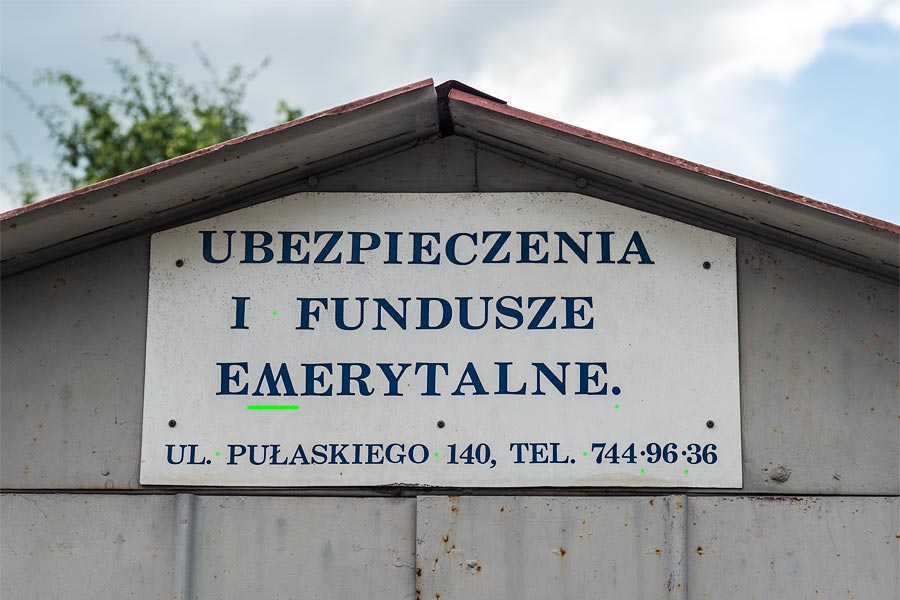 UBEZPIECZENIA
I FUNDUSZE
EMERYTALNE.
UL. PUŁASKIEGO 140, TEL. 744·96·36